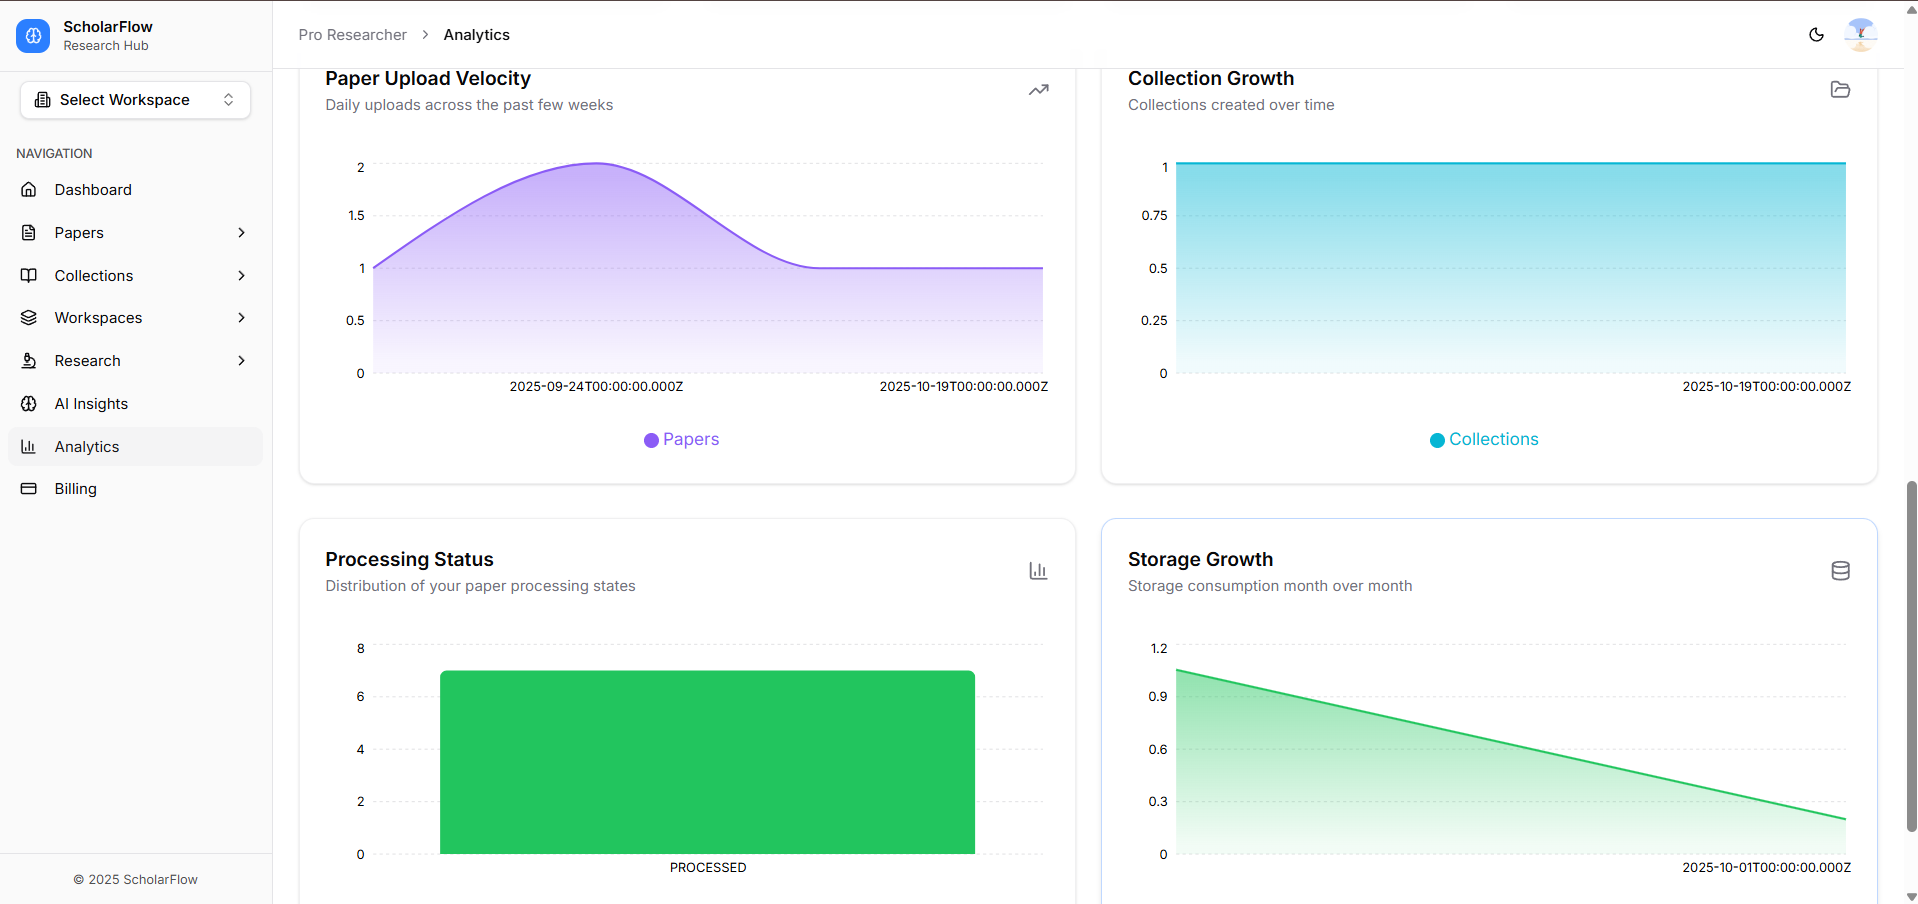 ScholarFlow
Research Hub
Select Workspace
NAVIGATION
Dashboard
Papers
Collections
Workspaces
Research
AI Insights
Analytics
Billing
© 2025 ScholarFlow
Pro Researcher > Analytics
Paper Upload Velocity
Daily uploads across the past few weeks
2
1.5
1
0.5
0
2025-09-24T00:00:00.000Z 2025-10-19T00:00:00.000Z
Papers
Collection Growth
Collections created over time
1
0.75
0.5
0.25
0
2025-10-19T00:00:00.000Z
Collections
Processing Status
Distribution of your paper processing states
8
6
4
2
0
PROCESSED
Storage Growth
Storage consumption month over month
1.2
0.9
0.6
0.3
0
2025-10-01T00:00:00.000Z